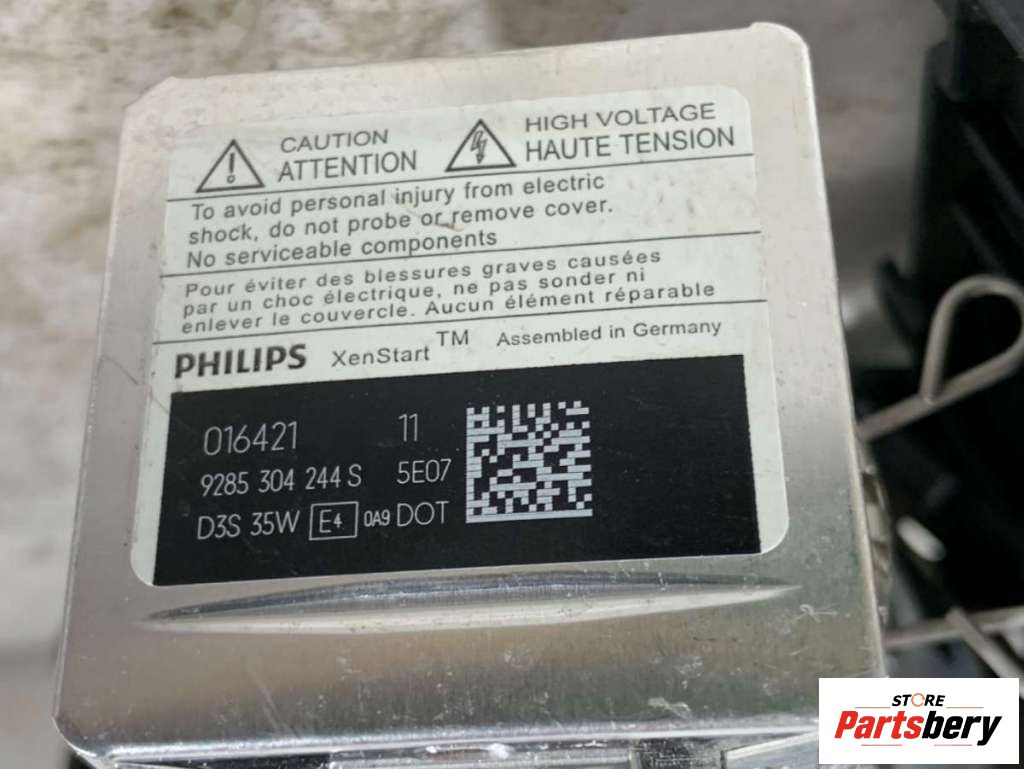 CAUTION
ATTENTION
HIGH VOLTAGE
HAUTE TENSION
To avoid personal injury from electric
shock, do not probe or remove cover.
No serviceable components
Pour éviter des blessures graves causées
par un choc électrique, ne pas sonder ni
enlever le couvercle. Aucun élément réparable
PHILIPS XenStart TM Assembled in Germany
016421 11
9285 304 244 S 5E07
D3S 35W E4 0A9 DOT
STORE
Partsbery